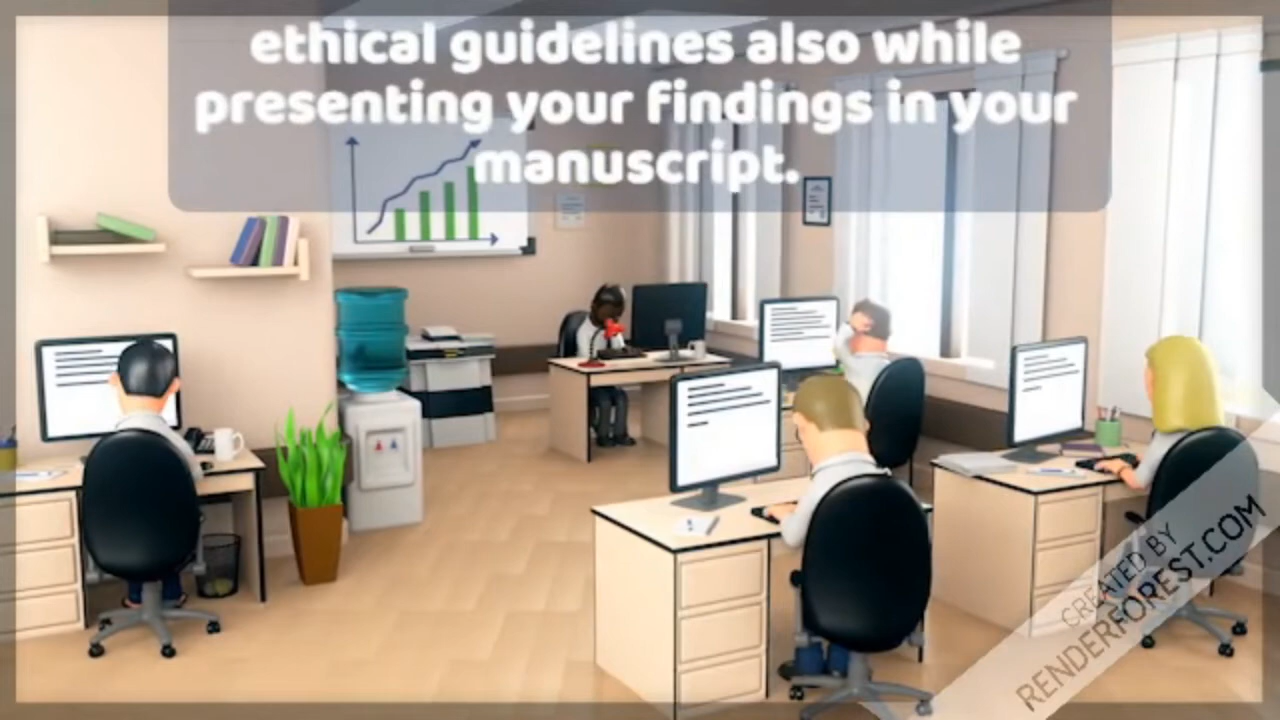 ethical guidelines also while
presenting your findings in your
manuscript.
CREATED BY
RENDERFOREST.COM